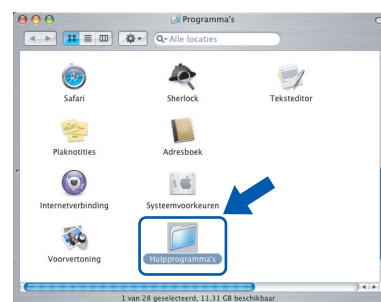 Programma's
Alle locaties
Safari
Sherlock
Teksteditor
Plaknotities
Adresboek
Internetverbinding
Systeemvoorkeuren
Voorvertoning
Hulpprogramma's
1 van 28 geselecteerd, 11,31 GB beschikbaar